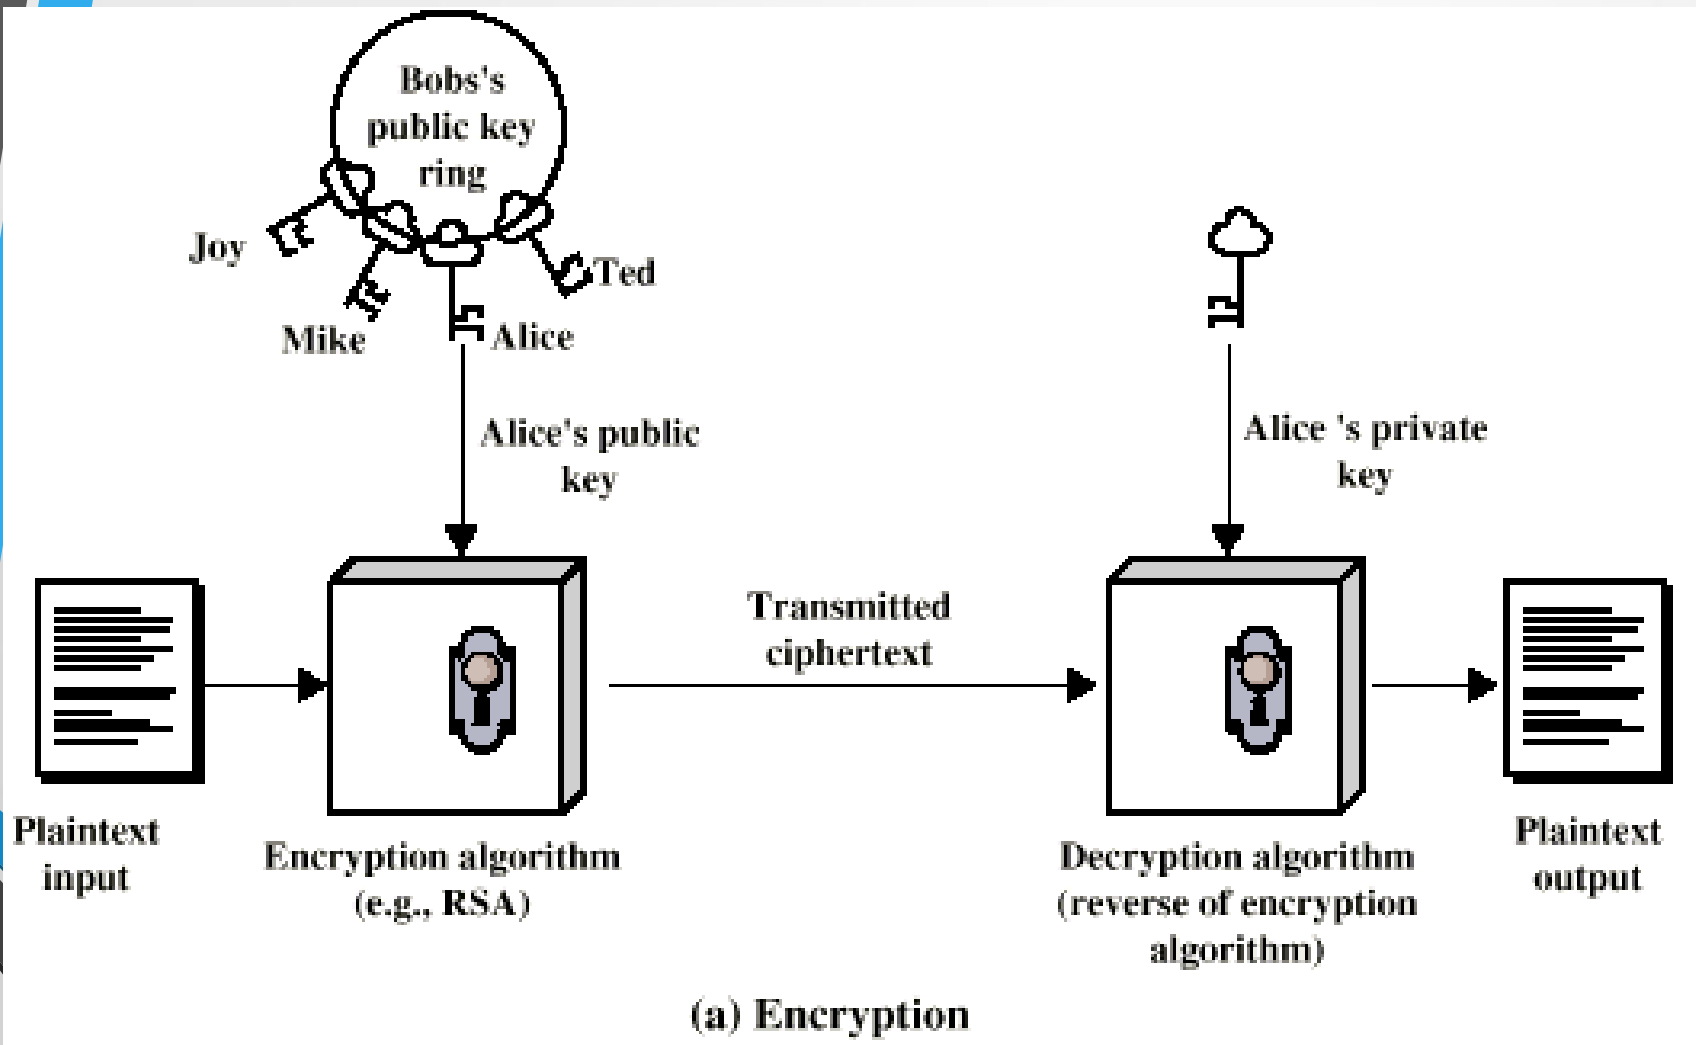 Bobs's
public key
ring
Joy
Ted
Mike
Alice
Alice's public
key
Alice 's private
key
Transmitted
ciphertext
Plaintext
input
Encryption algorithm
(e.g., RSA)
Decryption algorithm
(reverse of encryption
algorithm)
Plaintext
output
(a) Encryption